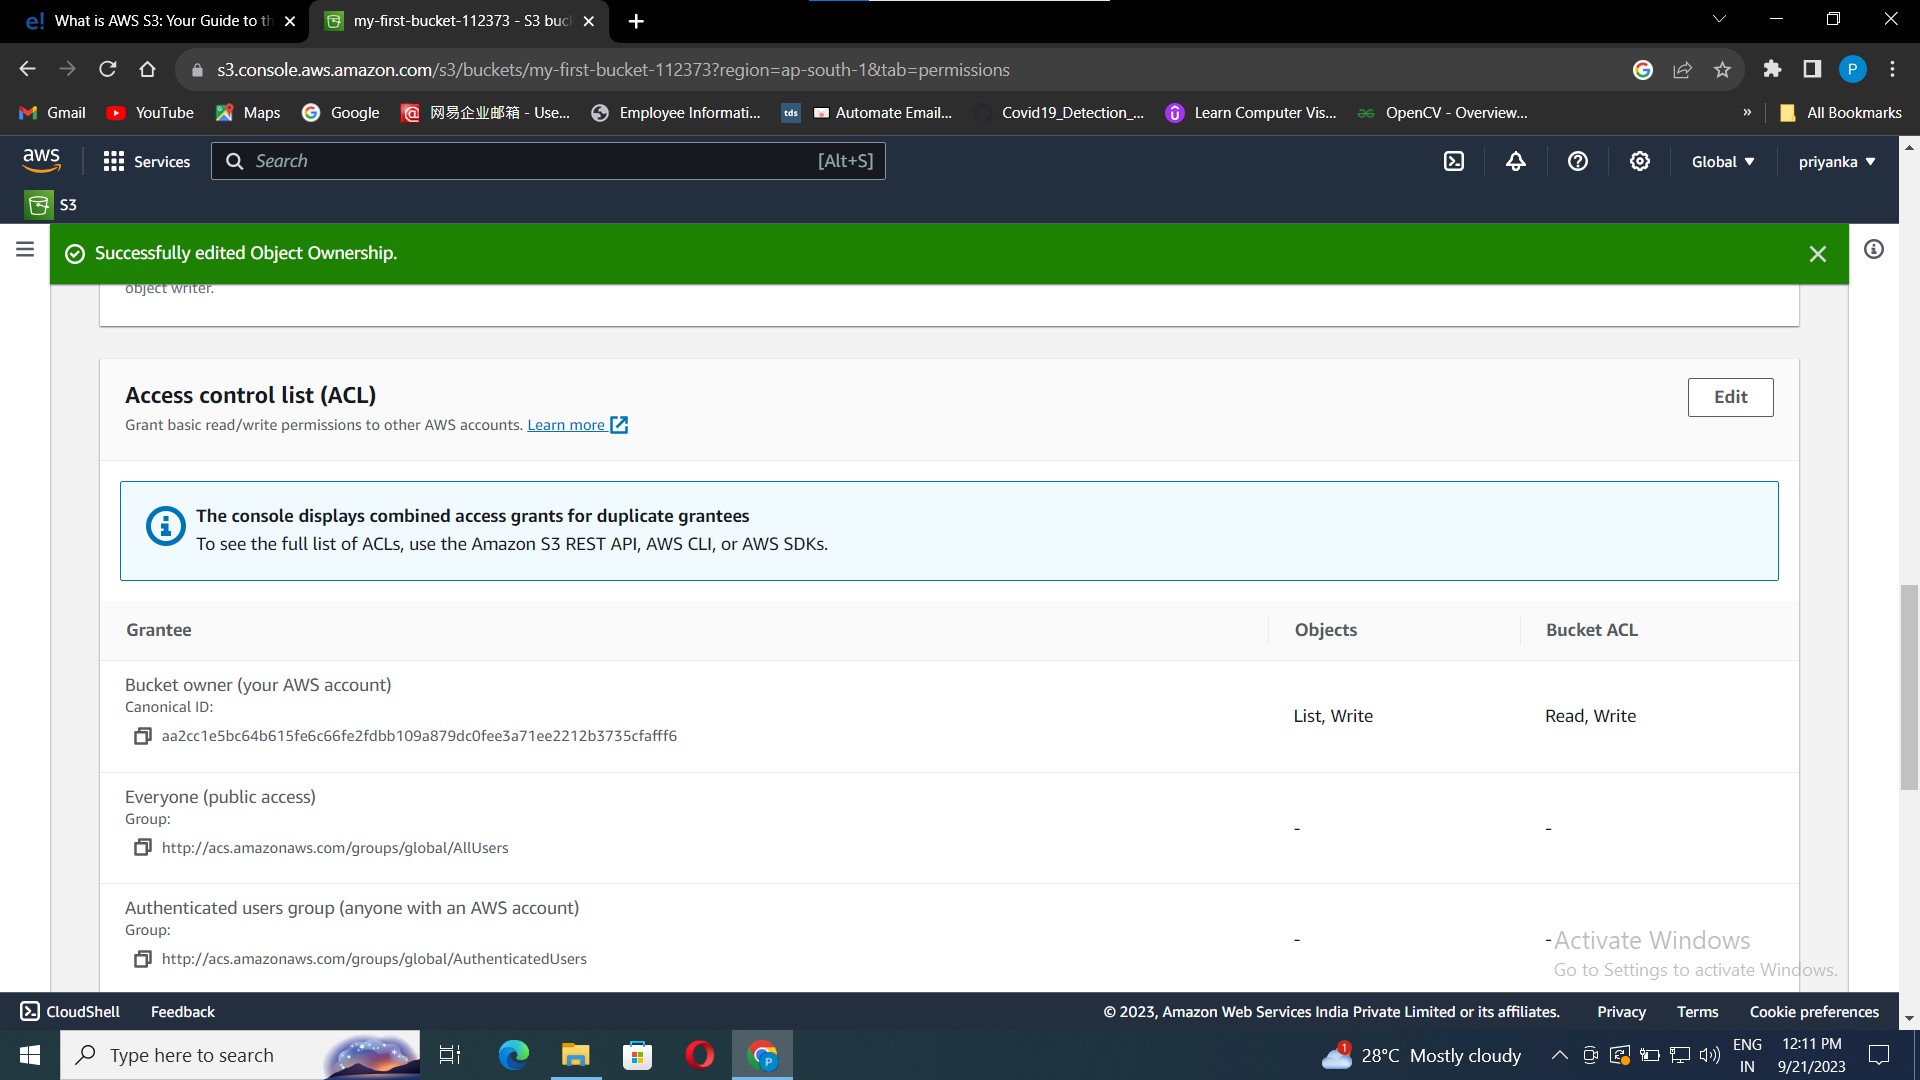 What is AWS S3: Your Guide to th
my-first-bucket-112373 - S3 buc
s3.console.aws.amazon.com/s3/buckets/my-first-bucket-112373?region=ap-south-1&tab=permissions
P
Gmail YouTube Maps Google 网易企业邮箱 - Use... Employee Informati... tds Automate Email... Covid19_Detection_... Learn Computer Vis... OpenCV - Overview... » All Bookmarks
aws Services Search [Alt+S] Global priyanka
S3
Successfully edited Object Ownership.
object writer.
Access control list (ACL)
Edit
Grant basic read/write permissions to other AWS accounts. Learn more
The console displays combined access grants for duplicate grantees
To see the full list of ACLs, use the Amazon S3 REST API, AWS CLI, or AWS SDKs.
Grantee Objects Bucket ACL
Bucket owner (your AWS account)
Canonical ID:
aa2cc1e5bc64b615fe6c66fe2fdbb109a879dc0fee3a71ee2212b3735cfafff6
List, Write Read, Write
Everyone (public access)
Group:
http://acs.amazonaws.com/groups/global/AllUsers
- -
Authenticated users group (anyone with an AWS account)
Group:
http://acs.amazonaws.com/groups/global/AuthenticatedUsers
- -
Activate Windows
Go to Settings to activate Windows.
CloudShell Feedback © 2023, Amazon Web Services India Private Limited or its affiliates. Privacy Terms Cookie preferences
Type here to search
1
28°C Mostly cloudy
ENG
IN
12:11 PM
9/21/2023